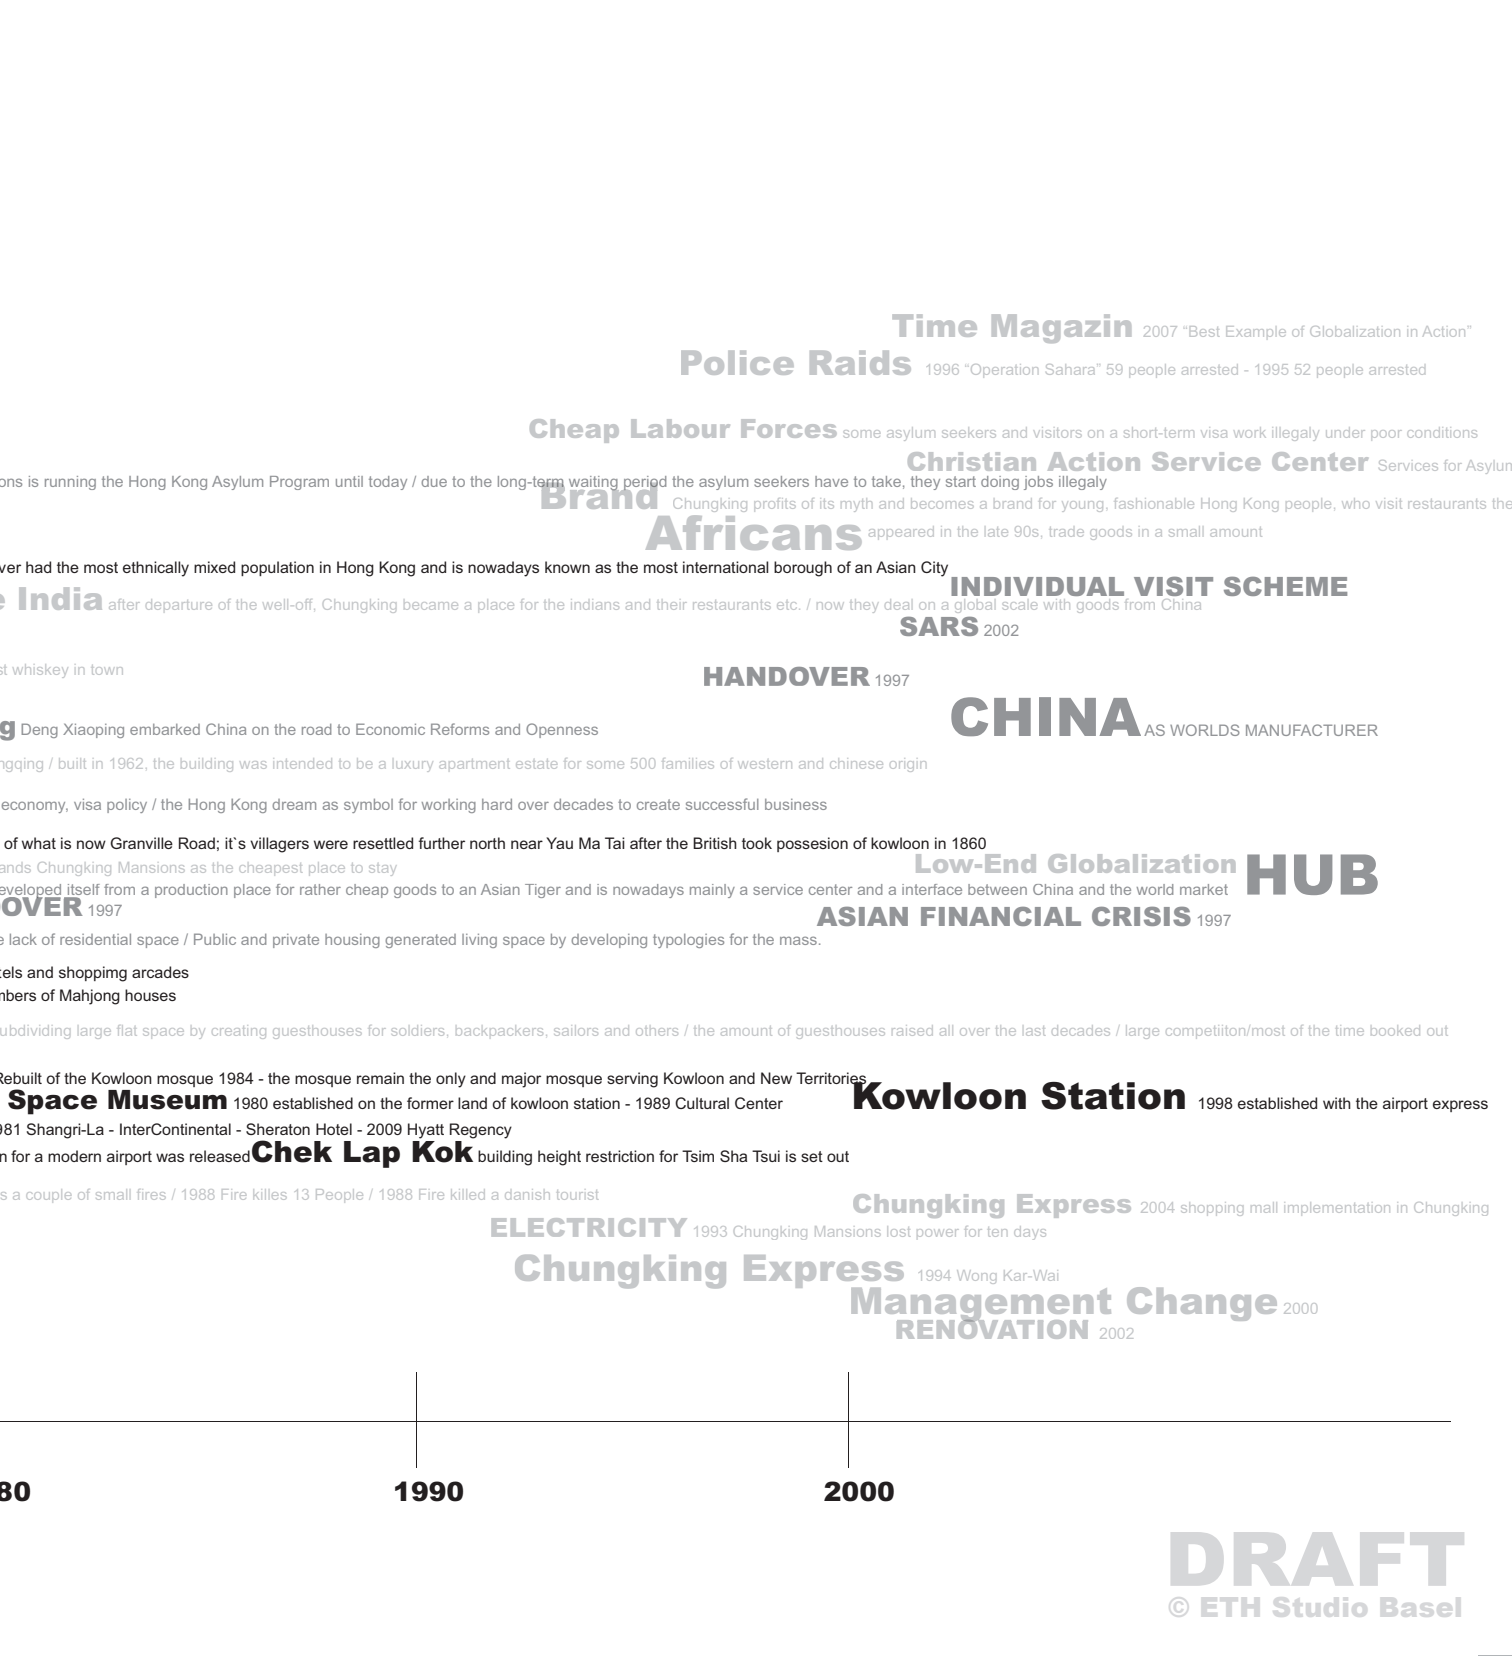 Time Magazin 2007 “Best Example of Globalization in Action”
Police Raids 1996 “Operation Sahara” 59 people arrested - 1995 52 people arrested
Cheap Labour Forces some asylum seekers and visitors on a short-term visa work illegaly under poor conditions
Christian Action Service Center Services for Asylum
ons is running the Hong Kong Asylum Program until today / due to the long-term waiting period the asylum seekers have to take, they start doing jobs illegaly
Brand Chungking profits of its myth and becomes a brand for young, fashionable Hong Kong people, who visit restaurants the
Africans appeared in the late 90s, trade goods in a small amount
ver had the most ethnically mixed population in Hong Kong and is nowadays known as the most international borough of an Asian City
INDIVIDUAL VISIT SCHEME
e India after departure of the well-off, Chungking became a place for the indians and their restaurants etc. / now they deal on a global scale with goods from China
SARS 2002
st whiskey in town
HANDOVER 1997
CHINA AS WORLDS MANUFACTURER
g Deng Xiaoping embarked China on the road to Economic Reforms and Openness
ngqing / built in 1962, the building was intended to be a luxury apartment estate for some 500 families of western and chinese origin
economy, visa policy / the Hong Kong dream as symbol for working hard over decades to create successful business
of what is now Granville Road; it`s villagers were resettled further north near Yau Ma Tai after the British took possesion of kowloon in 1860
ands Chungking Mansions as the cheapest place to stay
Low-End Globalization HUB
eveloped itself from a production place for rather cheap goods to an Asian Tiger and is nowadays mainly a service center and a interface between China and the world market
OVER 1997
ASIAN FINANCIAL CRISIS 1997
e lack of residential space / Public and private housing generated living space by developing typologies for the mass.
tels and shoppimg arcades
mbers of Mahjong houses
ubdividing large flat space by creating guesthouses for soldiers, backpackers, sailors and others / the amount of guesthouses raised all over the last decades / large competiiton/most of the time booked out
Rebuilt of the Kowloon mosque 1984 - the mosque remain the only and major mosque serving Kowloon and New Territories
Space Museum 1980 established on the former land of kowloon station - 1989 Cultural Center
Kowloon Station 1998 established with the airport express
981 Shangri-La - InterContinental - Sheraton Hotel - 2009 Hyatt Regency
n for a modern airport was released Chek Lap Kok building height restriction for Tsim Sha Tsui is set out
s a couple of small fires / 1988 Fire killes 13 People / 1988 Fire killed a danish tourist
Chungking Express 2004 shopping mall implementation in Chungking
ELECTRICITY 1993 Chungking Mansions lost power for ten days
Chungking Express 1994 Wong Kar-Wai
Management Change 2000
RENOVATION 2002
80 1990 2000
DRAFT
© ETH Studio Basel